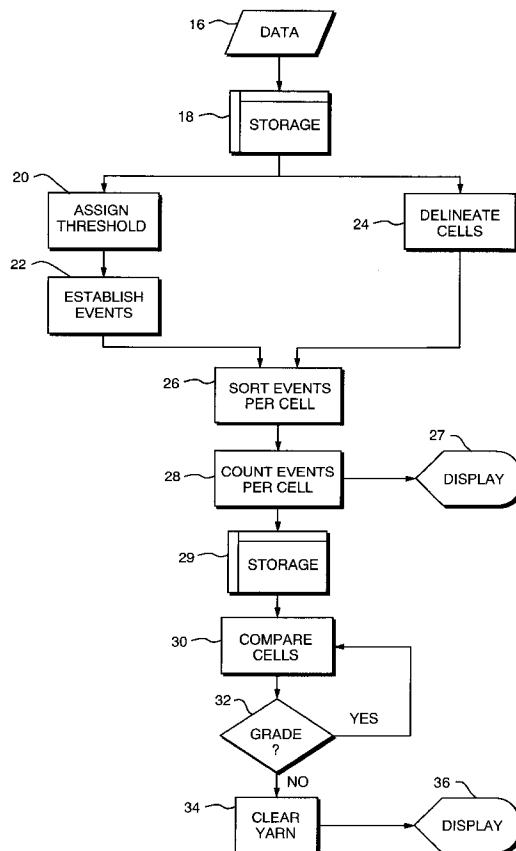 16
DATA
18
STORAGE
20
ASSIGN
THRESHOLD
24
DELINEATE
CELLS
22
ESTABLISH
EVENTS
26
SORT EVENTS
PER CELL
27
28
COUNT EVENTS
PER CELL
DISPLAY
29
STORAGE
30
COMPARE
CELLS
32
GRADE
?
YES
NO
34
CLEAR
YARN
36
DISPLAY